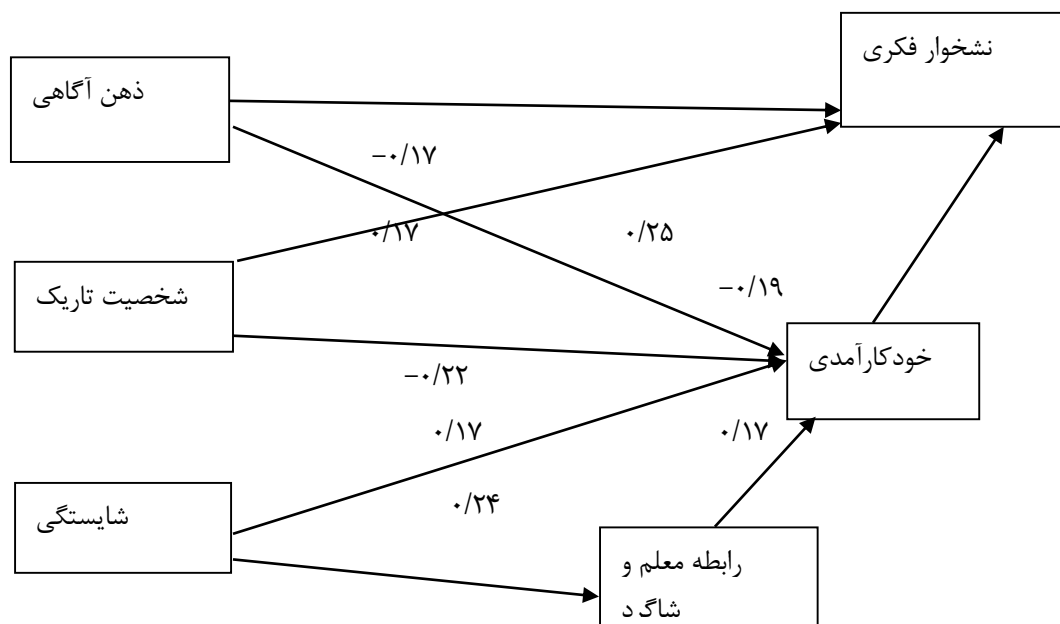 نشخوار فکری
ذهن آگاهی
−۰/۱۷
۰/۱۷
۰/۲۵
−۰/۱۹
شخصیت تاریک
خودکارآمدی
−۰/۲۲
۰/۱۷
۰/۱۷
۰/۲۴
شایستگی
رابطه معلم و
شاگرد